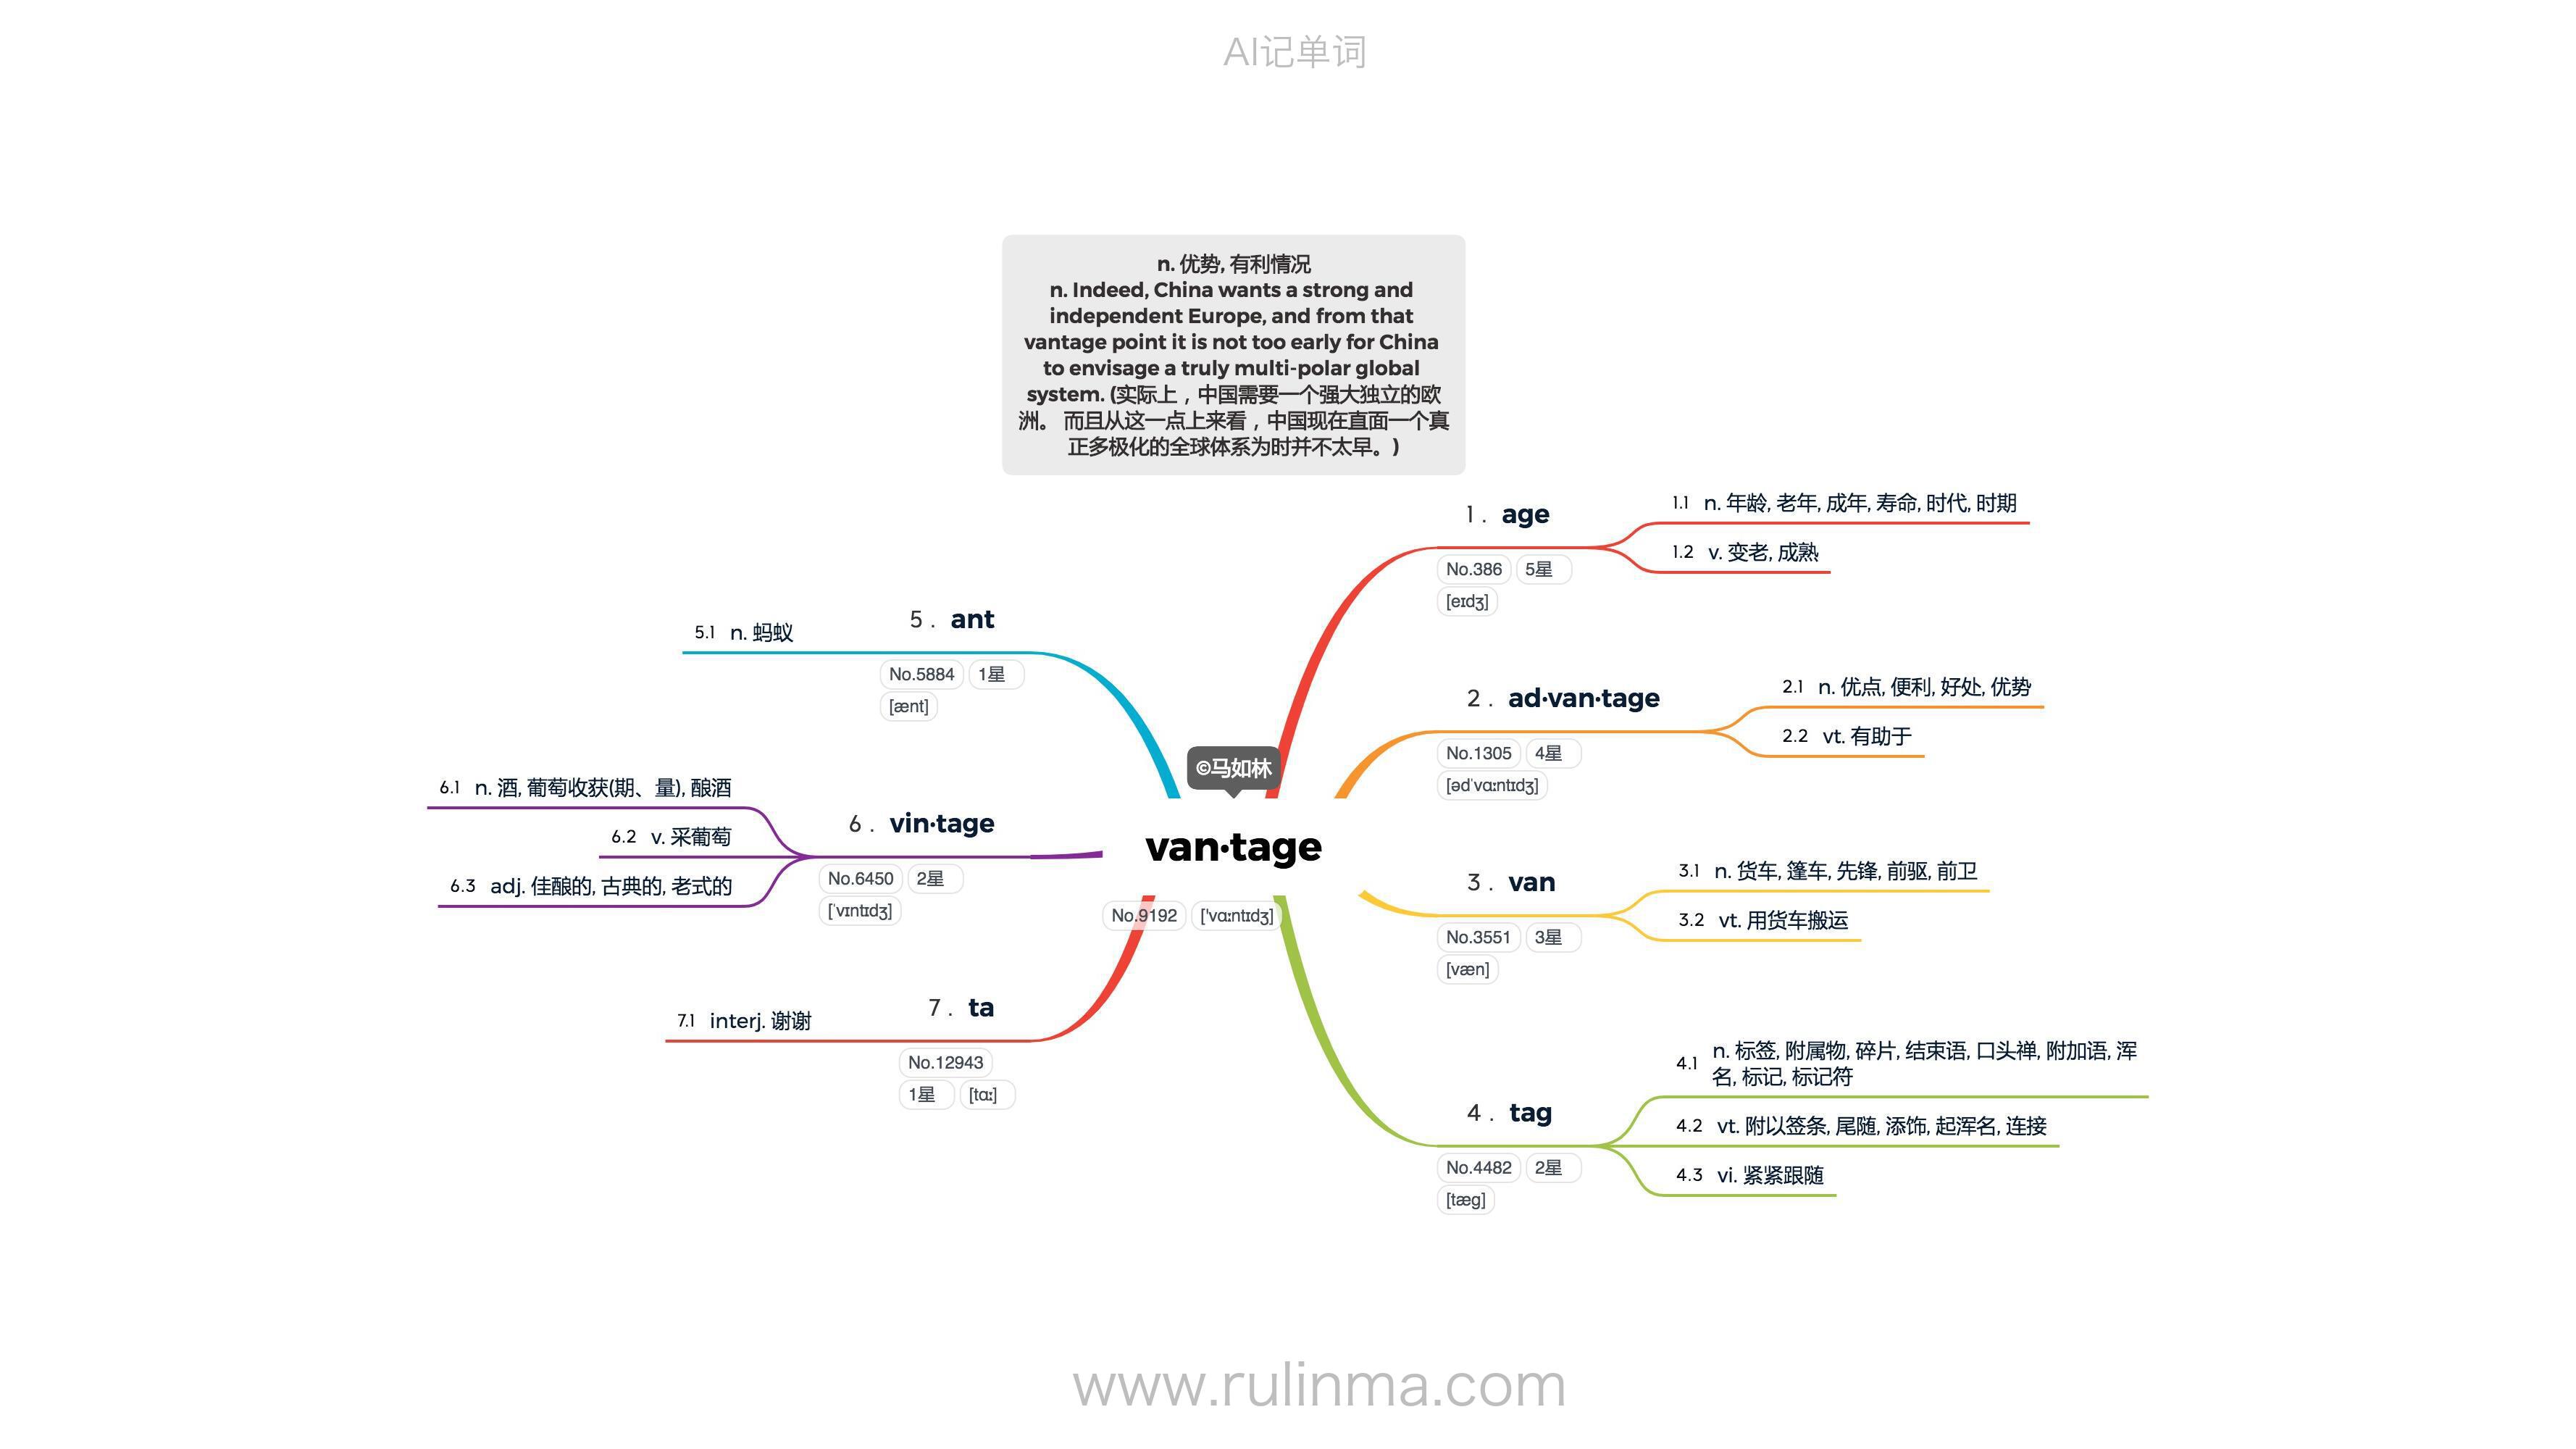 AI记单词
n. 优势, 有利情况
n. Indeed, China wants a strong and
independent Europe, and from that
vantage point it is not too early for China
to envisage a truly multi-polar global
system. (实际上，中国需要一个强大独立的欧
洲。 而且从这一点上来看，中国现在直面一个真
正多极化的全球体系为时并不太早。)
©马如林
van·tage
No.9192 ['vɑːntɪdʒ]
1. age
No.386 5星
[eɪdʒ]
1.1 n. 年龄, 老年, 成年, 寿命, 时代, 时期
1.2 v. 变老, 成熟
2. ad·van·tage
No.1305 4星
[ədˈvɑːntɪdʒ]
2.1 n. 优点, 便利, 好处, 优势
2.2 vt. 有助于
3. van
No.3551 3星
[væn]
3.1 n. 货车, 篷车, 先锋, 前驱, 前卫
3.2 vt. 用货车搬运
4. tag
No.4482 2星
[tæg]
4.1 n. 标签, 附属物, 碎片, 结束语, 口头禅, 附加语, 浑
名, 标记, 标记符
4.2 vt. 附以签条, 尾随, 添饰, 起浑名, 连接
4.3 vi. 紧紧跟随
5. ant
No.5884 1星
[ænt]
5.1 n. 蚂蚁
6. vin·tage
No.6450 2星
[ˈvɪntɪdʒ]
6.1 n. 酒, 葡萄收获(期、量), 酿酒
6.2 v. 采葡萄
6.3 adj. 佳酿的, 古典的, 老式的
7. ta
No.12943
1星 [tɑː]
7.1 interj. 谢谢
www.rulinma.com